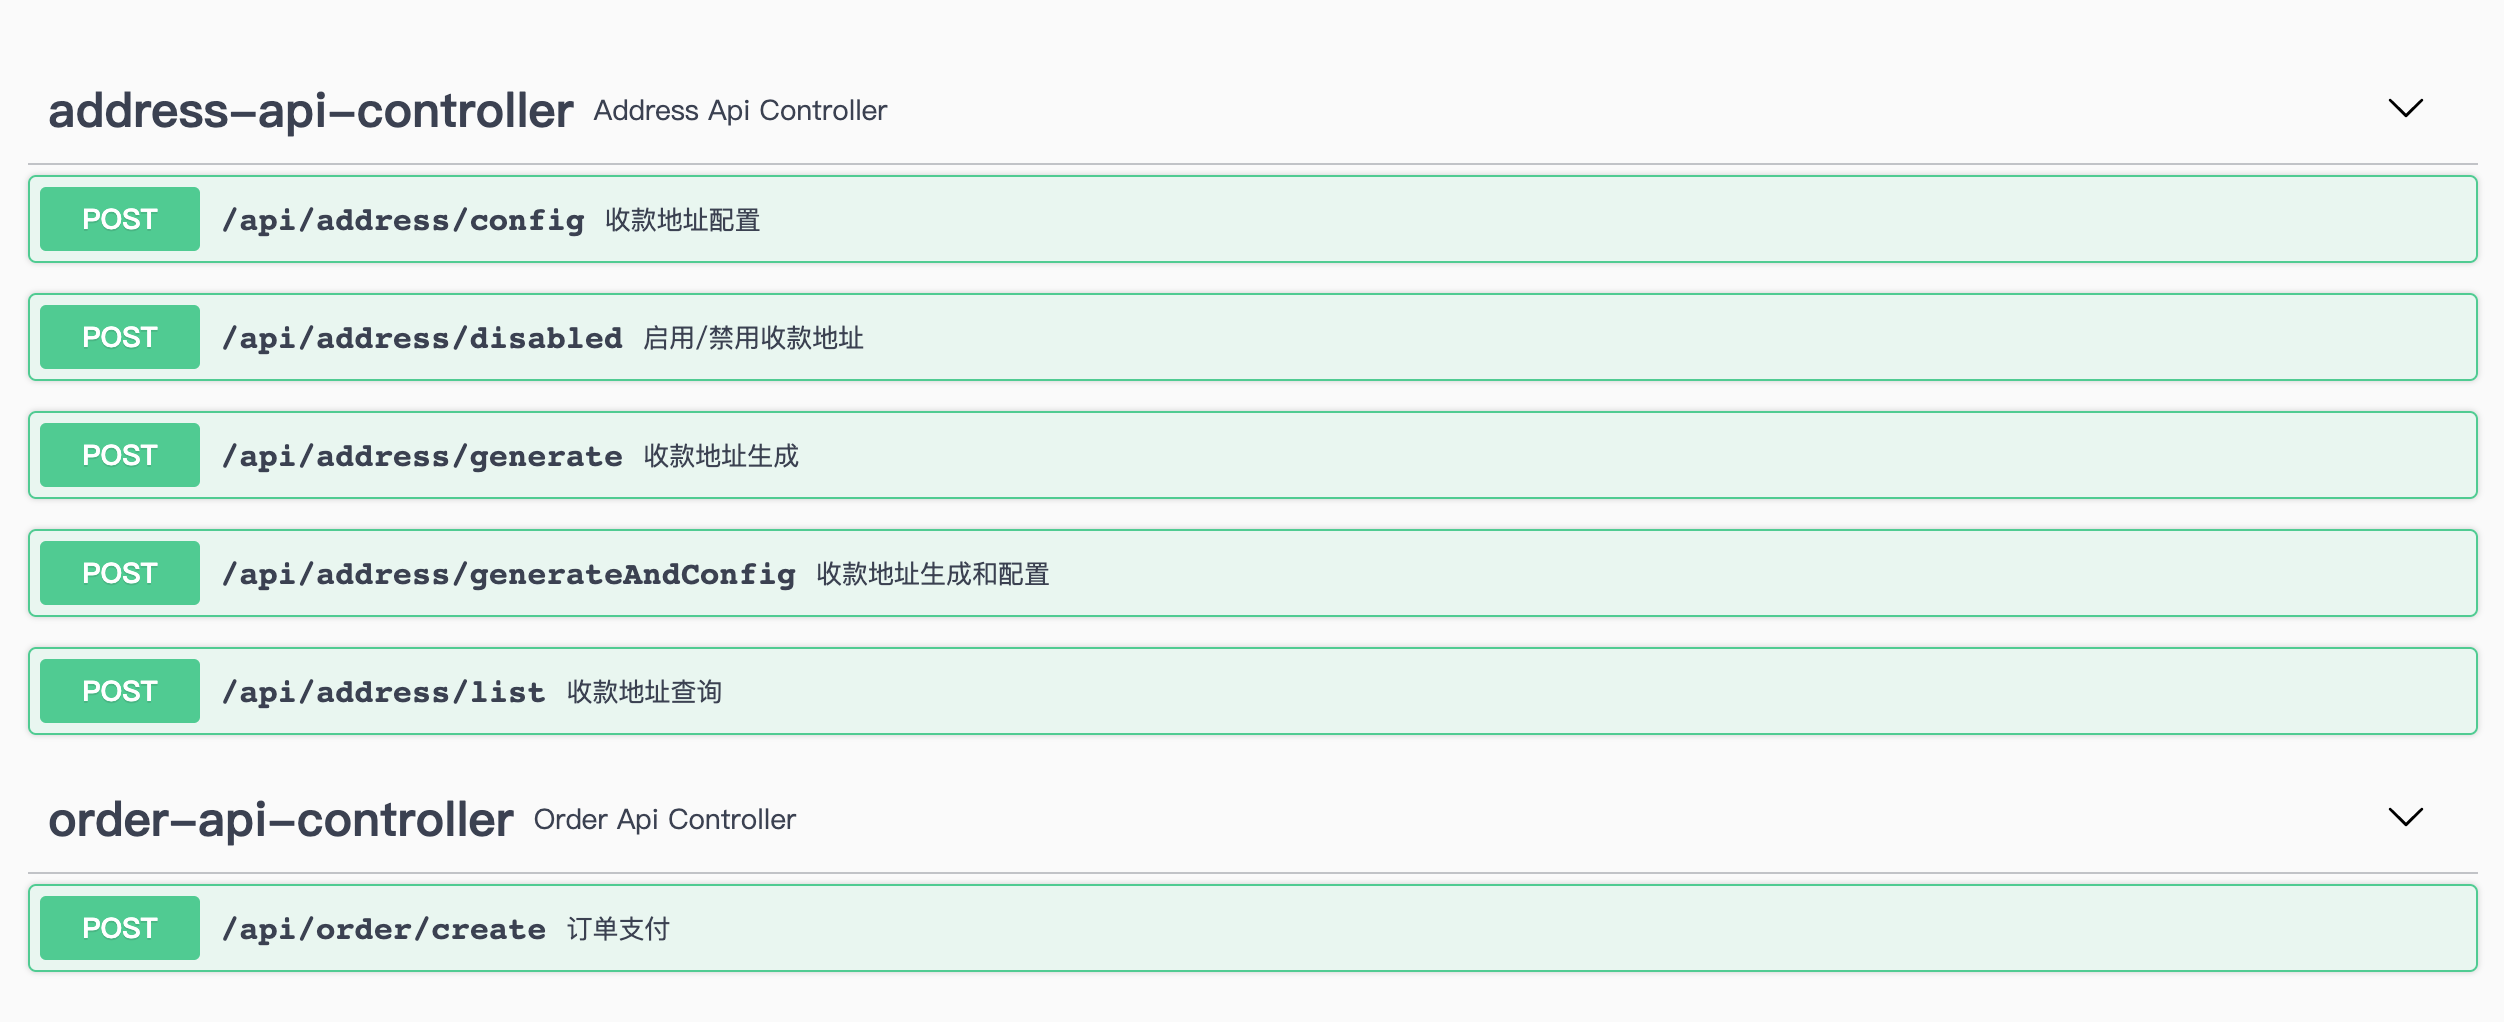 address-api-controller Address Api Controller
POST /api/address/config 收款地址配置
POST /api/address/disabled 启用/禁用收款地址
POST /api/address/generate 收款地址生成
POST /api/address/generateAndConfig 收款地址生成和配置
POST /api/address/list 收款地址查询
order-api-controller Order Api Controller
POST /api/order/create 订单支付